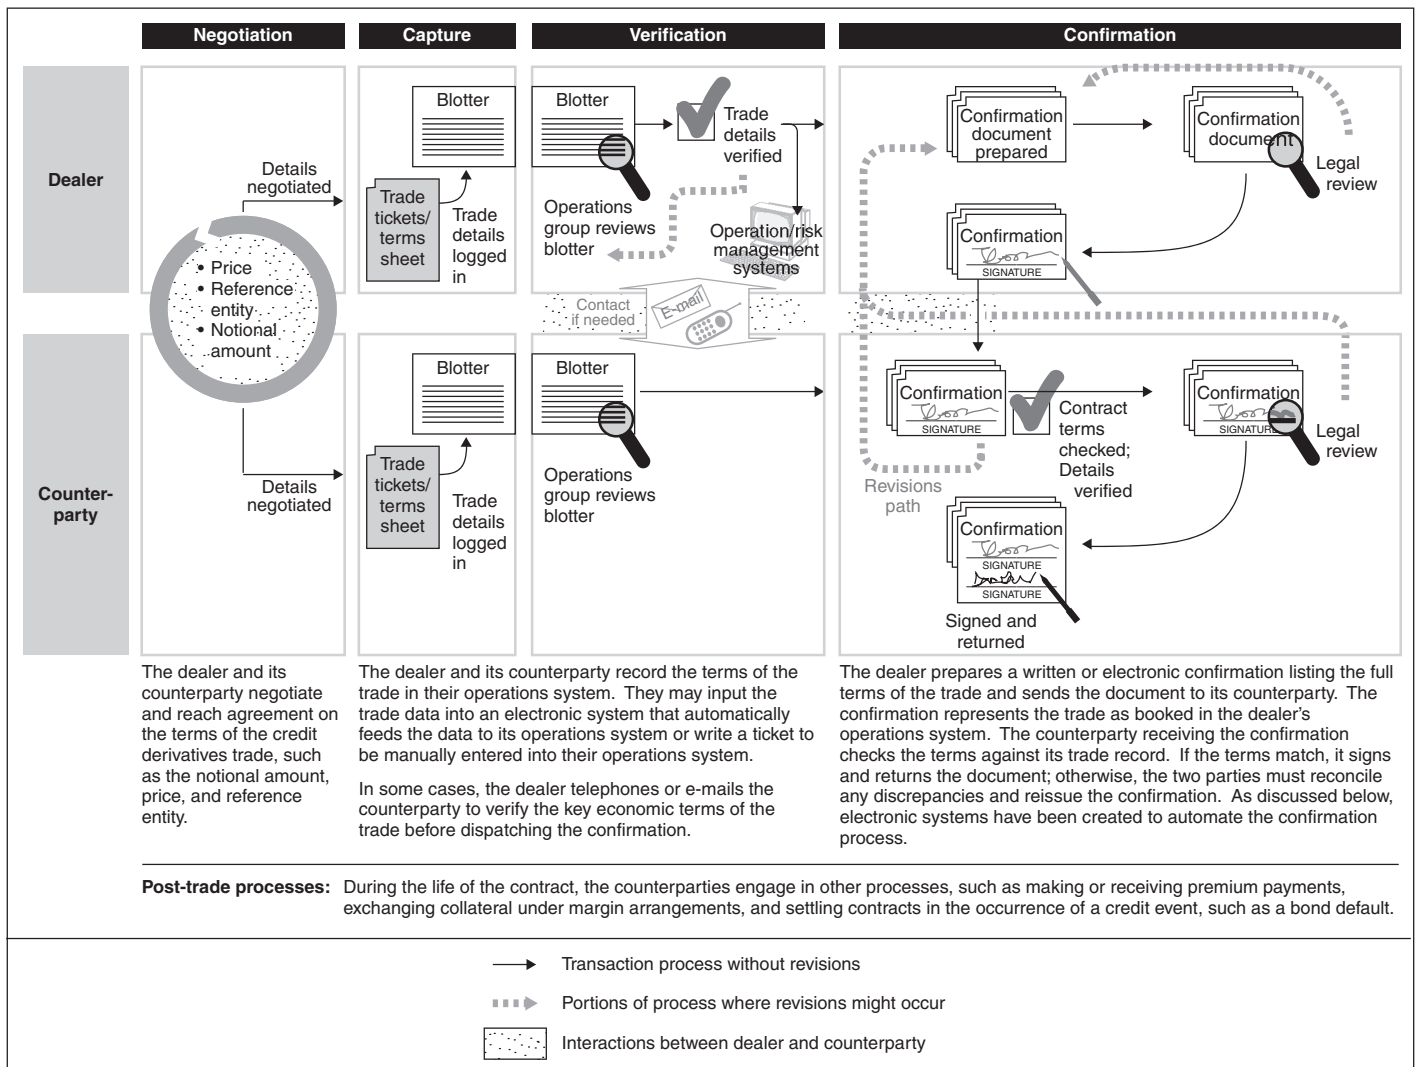 Negotiation
Capture
Verification
Confirmation
Dealer
Details
negotiated
• Price
• Reference
entity
• Notional
amount
Blotter
Trade
tickets/
terms
sheet
Trade
details
logged
in
Blotter
Operations
group reviews
blotter
Trade
details
verified
Operation/risk
management
systems
Confirmation
document
prepared
Confirmation
document
Legal
review
Confirmation
SIGNATURE
Contact
if needed
E-mail
Counter-
party
Details
negotiated
Blotter
Trade
tickets/
terms
sheet
Trade
details
logged
in
Blotter
Operations
group reviews
blotter
Confirmation
SIGNATURE
Contract
terms
checked;
Details
verified
Confirmation
SIGNATURE
Legal
review
Revisions
path
Confirmation
SIGNATURE
SIGNATURE
Signed and
returned
The dealer and its
counterparty negotiate
and reach agreement on
the terms of the credit
derivatives trade, such
as the notional amount,
price, and reference
entity.
The dealer and its counterparty record the terms of the
trade in their operations system. They may input the
trade data into an electronic system that automatically
feeds the data to its operations system or write a ticket to
be manually entered into their operations system.
In some cases, the dealer telephones or e-mails the
counterparty to verify the key economic terms of the
trade before dispatching the confirmation.
The dealer prepares a written or electronic confirmation listing the full
terms of the trade and sends the document to its counterparty. The
confirmation represents the trade as booked in the dealer's
operations system. The counterparty receiving the confirmation
checks the terms against its trade record. If the terms match, it signs
and returns the document; otherwise, the two parties must reconcile
any discrepancies and reissue the confirmation. As discussed below,
electronic systems have been created to automate the confirmation
process.
Post-trade processes: During the life of the contract, the counterparties engage in other processes, such as making or receiving premium payments,
exchanging collateral under margin arrangements, and settling contracts in the occurrence of a credit event, such as a bond default.
Transaction process without revisions
Portions of process where revisions might occur
Interactions between dealer and counterparty